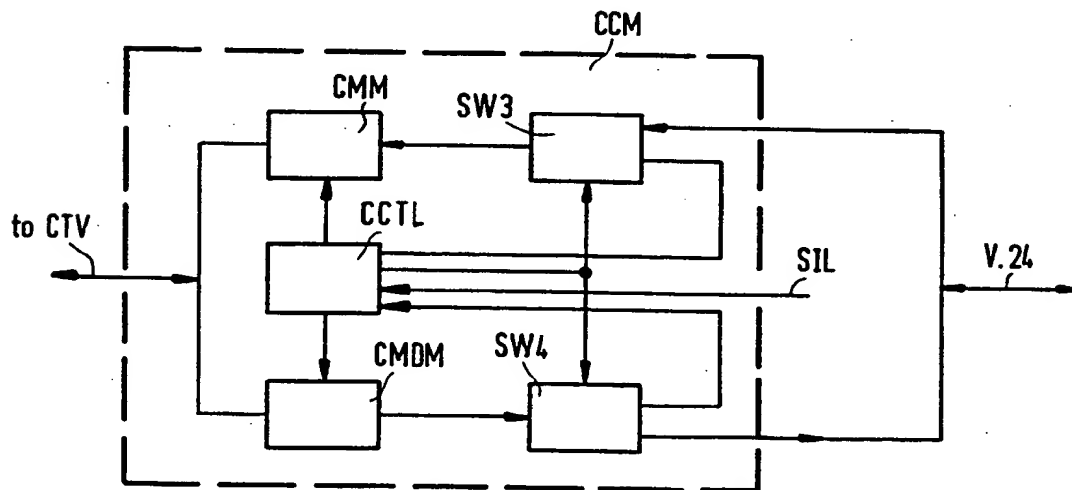 CCM
CMM
SW3
to CTV
CCTL
SIL
V.24
CMDM
SW4